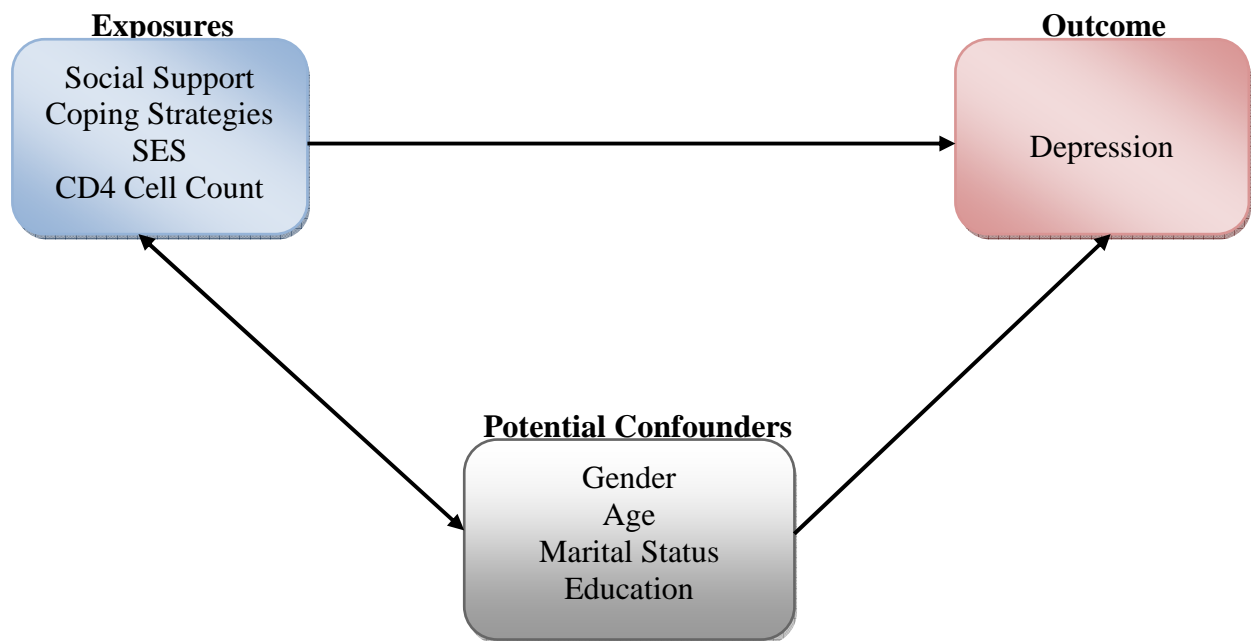 Exposures
Social Support
Coping Strategies
SES
CD4 Cell Count
Outcome
Depression
Potential Confounders
Gender
Age
Marital Status
Education